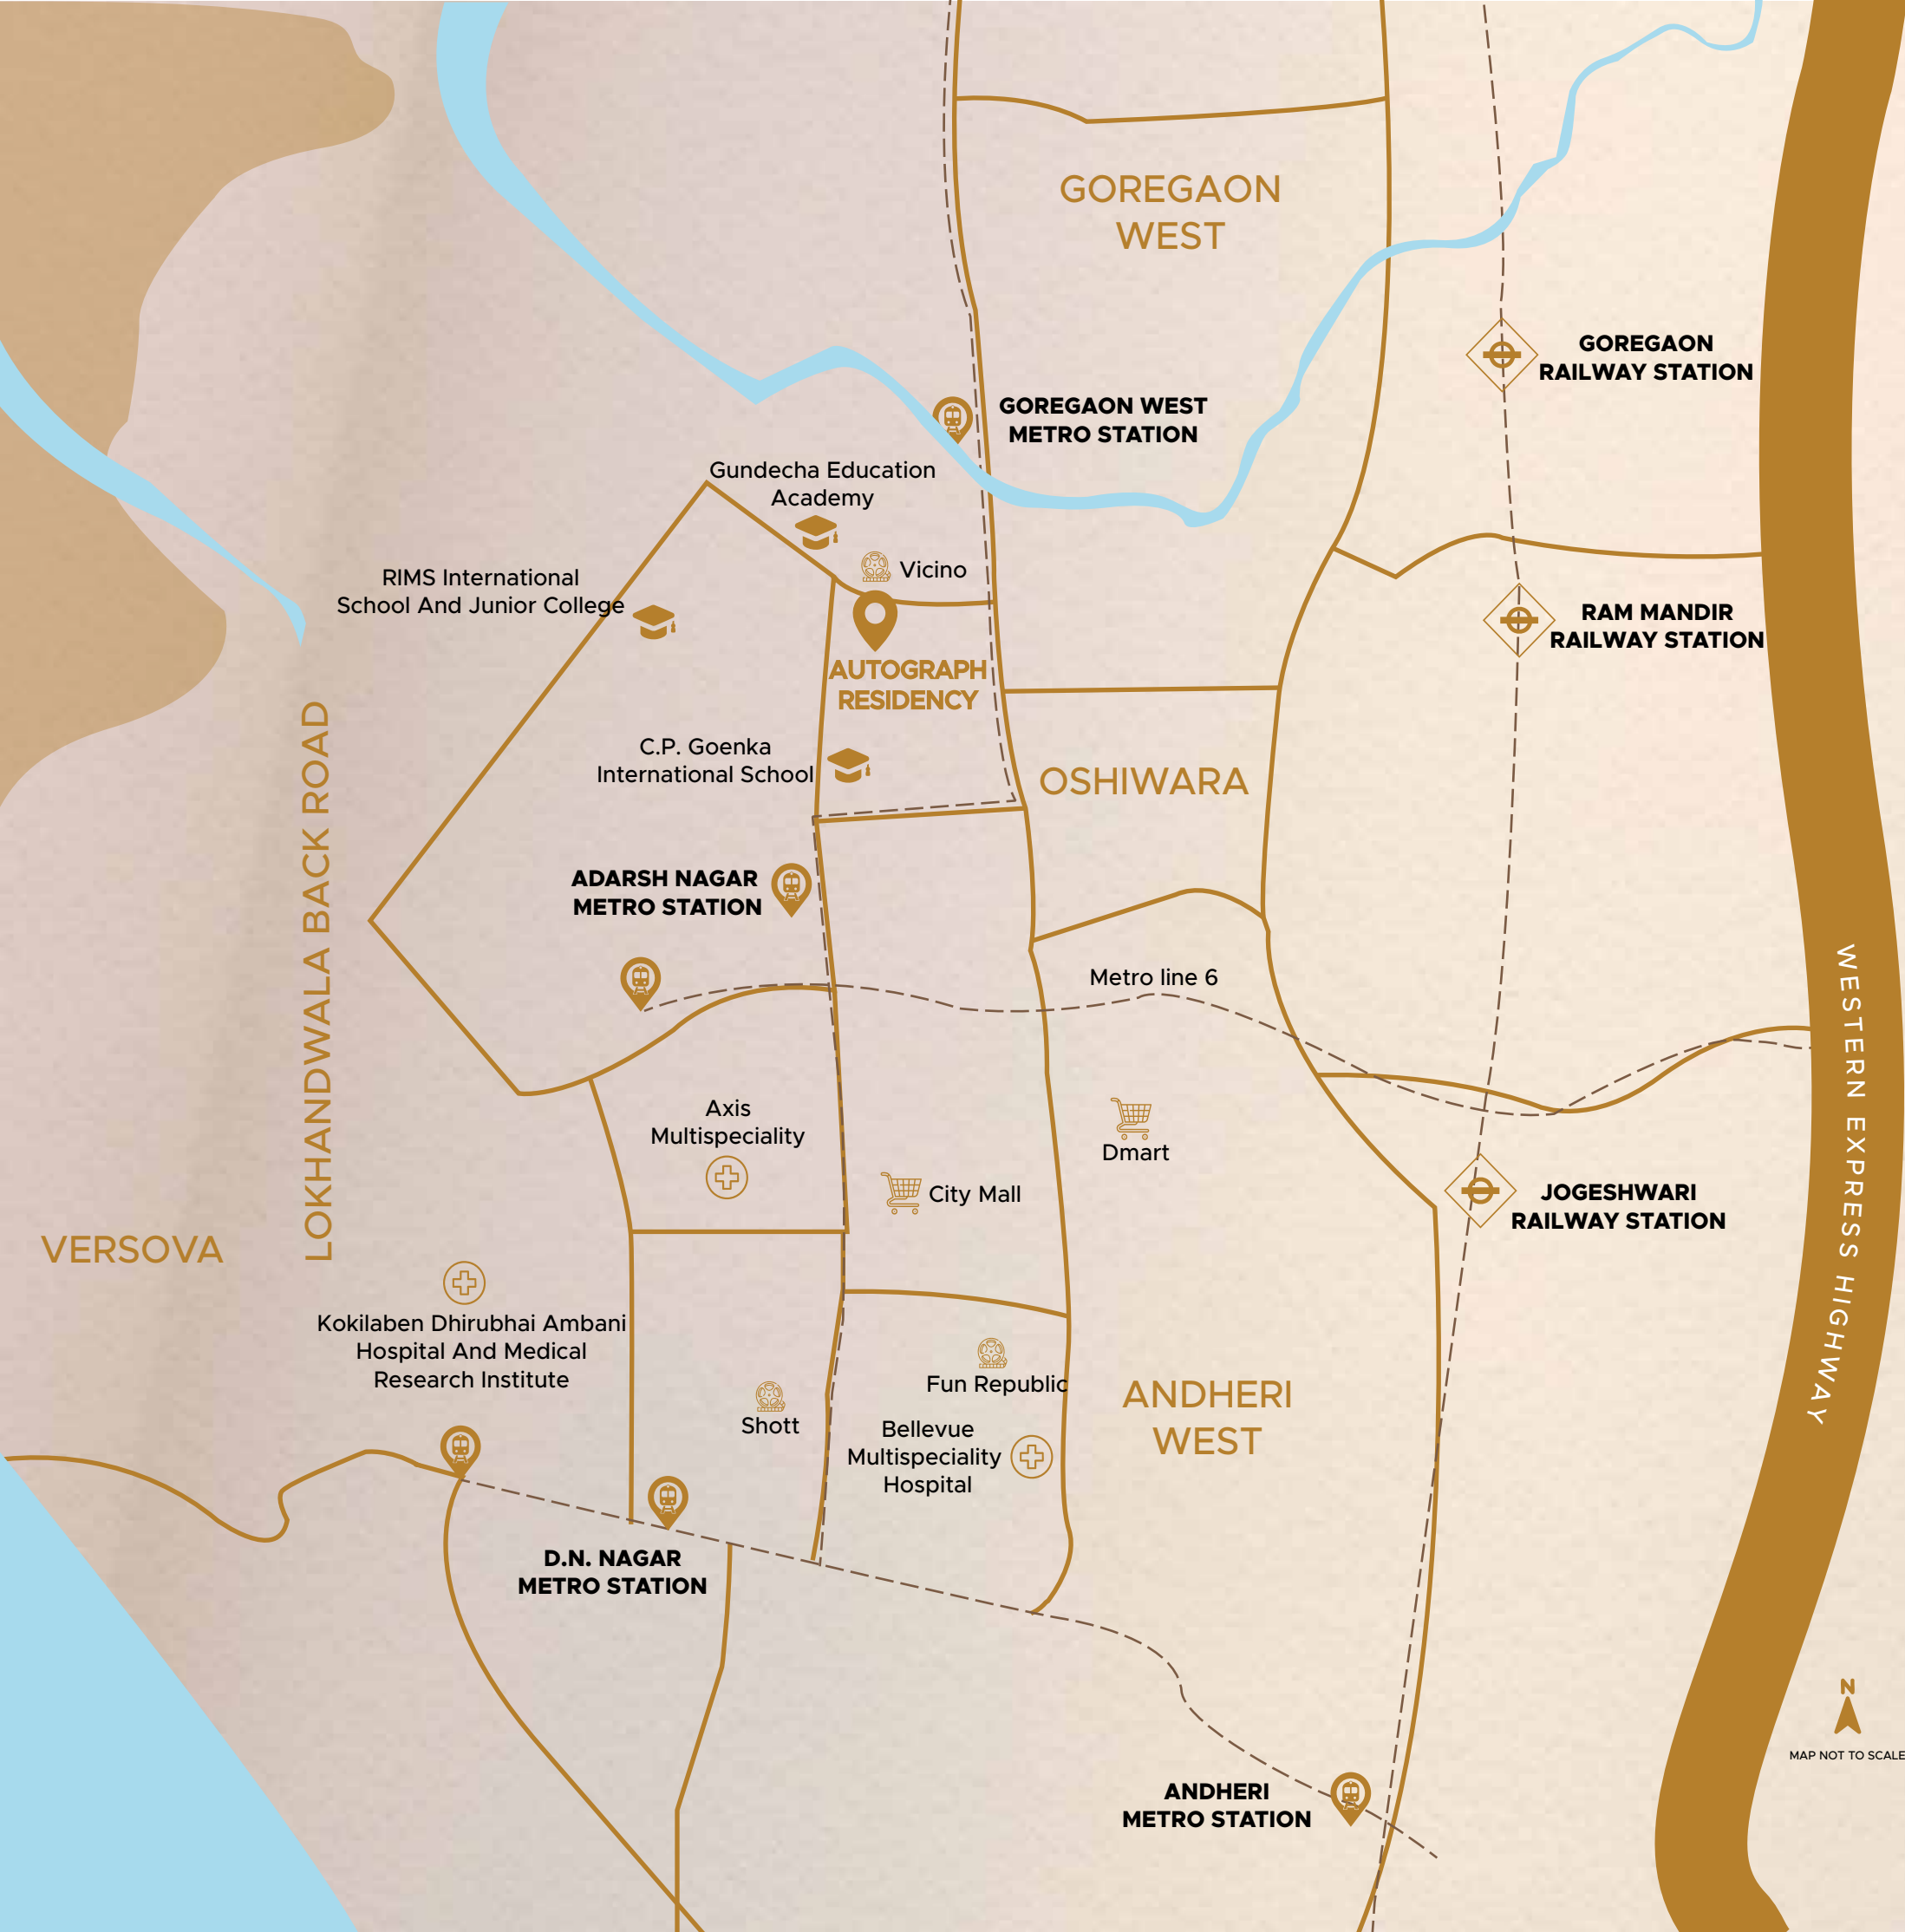 GOREGAON
WEST
GOREGAON
RAILWAY STATION
GOREGAON WEST
METRO STATION
Gundecha Education
Academy
Vicino
RIMS International
School And Junior College
RAM MANDIR
RAILWAY STATION
AUTOGRAPH
RESIDENCY
C.P. Goenka
International School
OSHIWARA
LOKHANDWALA BACK ROAD
ADARSH NAGAR
METRO STATION
Metro line 6
WESTERN EXPRESS HIGHWAY
Axis
Multispeciality
Dmart
City Mall
JOGESHWARI
RAILWAY STATION
VERSOVA
Kokilaben Dhirubhai Ambani
Hospital And Medical
Research Institute
Fun Republic
Shott
ANDHERI
WEST
Bellevue
Multispeciality
Hospital
D.N. NAGAR
METRO STATION
N
MAP NOT TO SCALE
ANDHERI
METRO STATION